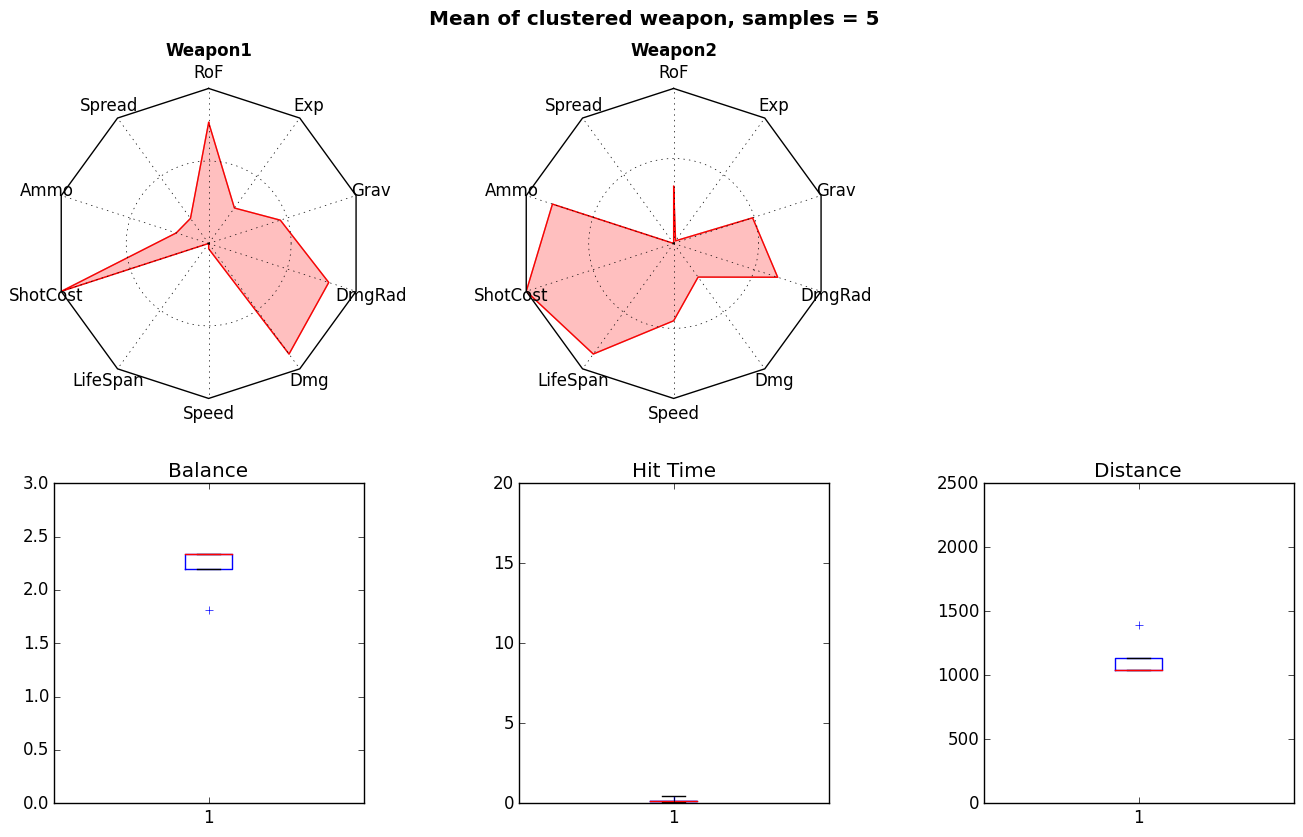 Mean of clustered weapon, samples = 5
Weapon1
RoF
Spread
Exp
Ammo
Grav
ShotCost
DmgRad
LifeSpan
Dmg
Speed
Weapon2
RoF
Spread
Exp
Ammo
Grav
ShotCost
DmgRad
LifeSpan
Dmg
Speed
Balance
3.0
2.5
2.0
1.5
1.0
0.5
0.0
1
Hit Time
20
15
10
5
0
1
Distance
2500
2000
1500
1000
500
0
1